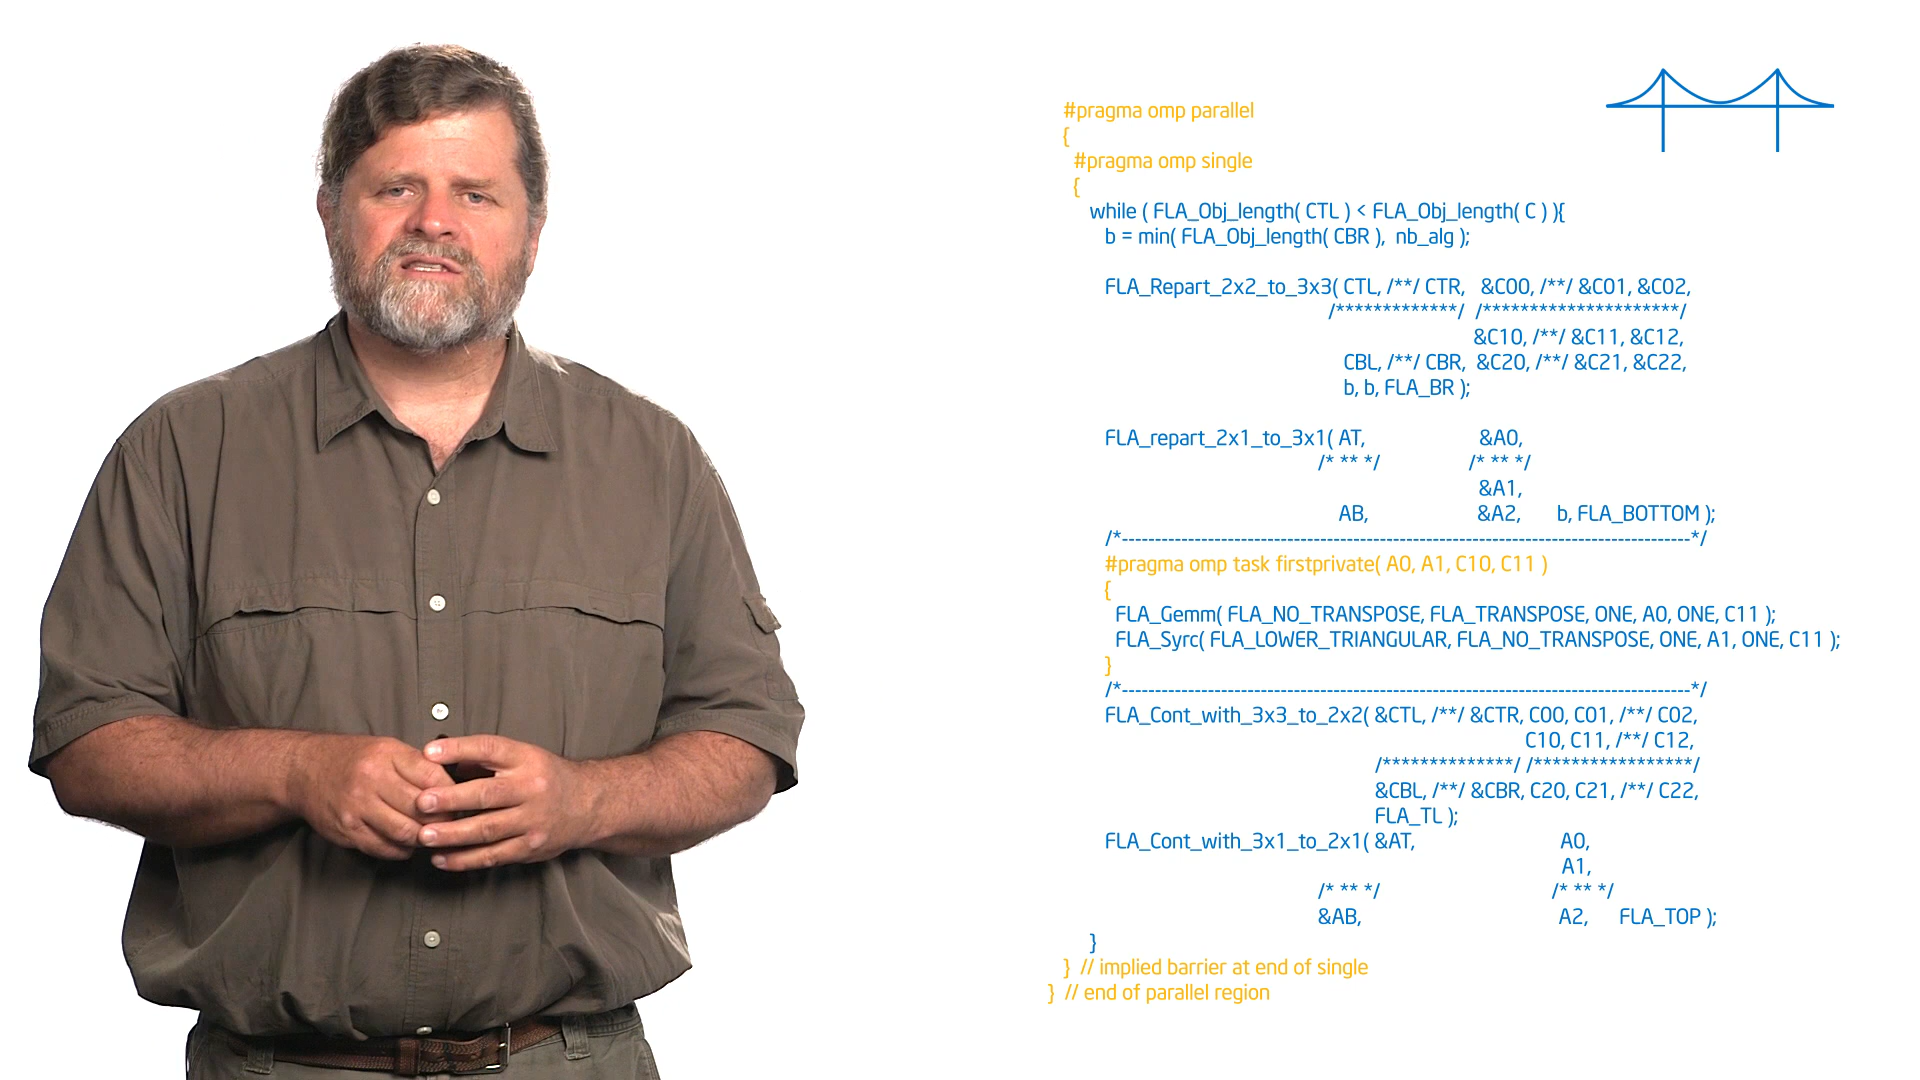 #pragma omp parallel
{
#pragma omp single
{
while ( FLA_Obj_length( CTL ) < FLA_Obj_length( C ) ){
b = min( FLA_Obj_length( CBR ), nb_alg );
FLA_Repart_2x2_to_3x3( CTL, /**/ CTR, &C00, /**/ &C01, &C02,
/*************/ /*********************/
&C10, /**/ &C11, &C12,
CBL, /**/ CBR, &C20, /**/ &C21, &C22,
b, b, FLA_BR );
FLA_repart_2x1_to_3x1( AT, &A0,
/* ** */ /* ** */
&A1,
AB, &A2, b, FLA_BOTTOM );
/*--------------------------------------------------------------------------------------*/
#pragma omp task firstprivate( A0, A1, C10, C11 )
{
FLA_Gemm( FLA_NO_TRANSPOSE, FLA_TRANSPOSE, ONE, A0, ONE, C11 );
FLA_Syrc( FLA_LOWER_TRIANGULAR, FLA_NO_TRANSPOSE, ONE, A1, ONE, C11 );
}
/*--------------------------------------------------------------------------------------*/
FLA_Cont_with_3x3_to_2x2( &CTL, /**/ &CTR, C00, C01, /**/ C02,
C10, C11, /**/ C12,
/**************/ /*****************/
&CBL, /**/ &CBR, C20, C21, /**/ C22,
FLA_TL );
FLA_Cont_with_3x1_to_2x1( &AT, A0,
A1,
/* ** */ /* ** */
&AB, A2, FLA_TOP );
}
} // implied barrier at end of single
} // end of parallel region